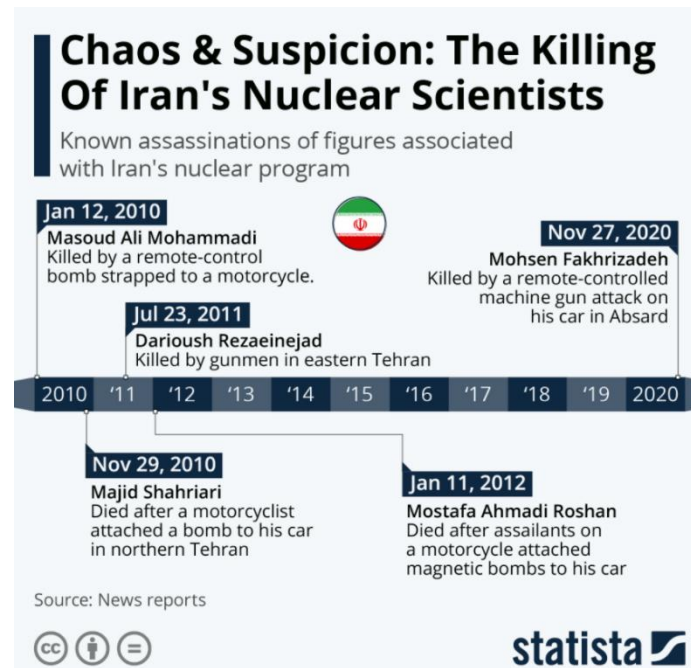 Chaos & Suspicion: The Killing
Of Iran's Nuclear Scientists
Known assassinations of figures associated
with Iran's nuclear program
Jan 12, 2010
Masoud Ali Mohammadi
Killed by a remote-control
bomb strapped to a motorcycle.
Nov 27, 2020
Mohsen Fakhrizadeh
Killed by a remote-controlled
machine gun attack on
his car in Absard
Jul 23, 2011
Darioush Rezaeinejad
Killed by gunmen in eastern Tehran
2010 '11 '12 '13 '14 '15 '16 '17 '18 '19 2020
Nov 29, 2010
Majid Shahriari
Died after a motorcyclist
attached a bomb to his car
in northern Tehran
Jan 11, 2012
Mostafa Ahmadi Roshan
Died after assailants on
a motorcycle attached
magnetic bombs to his car
Source: News reports
cc
statista